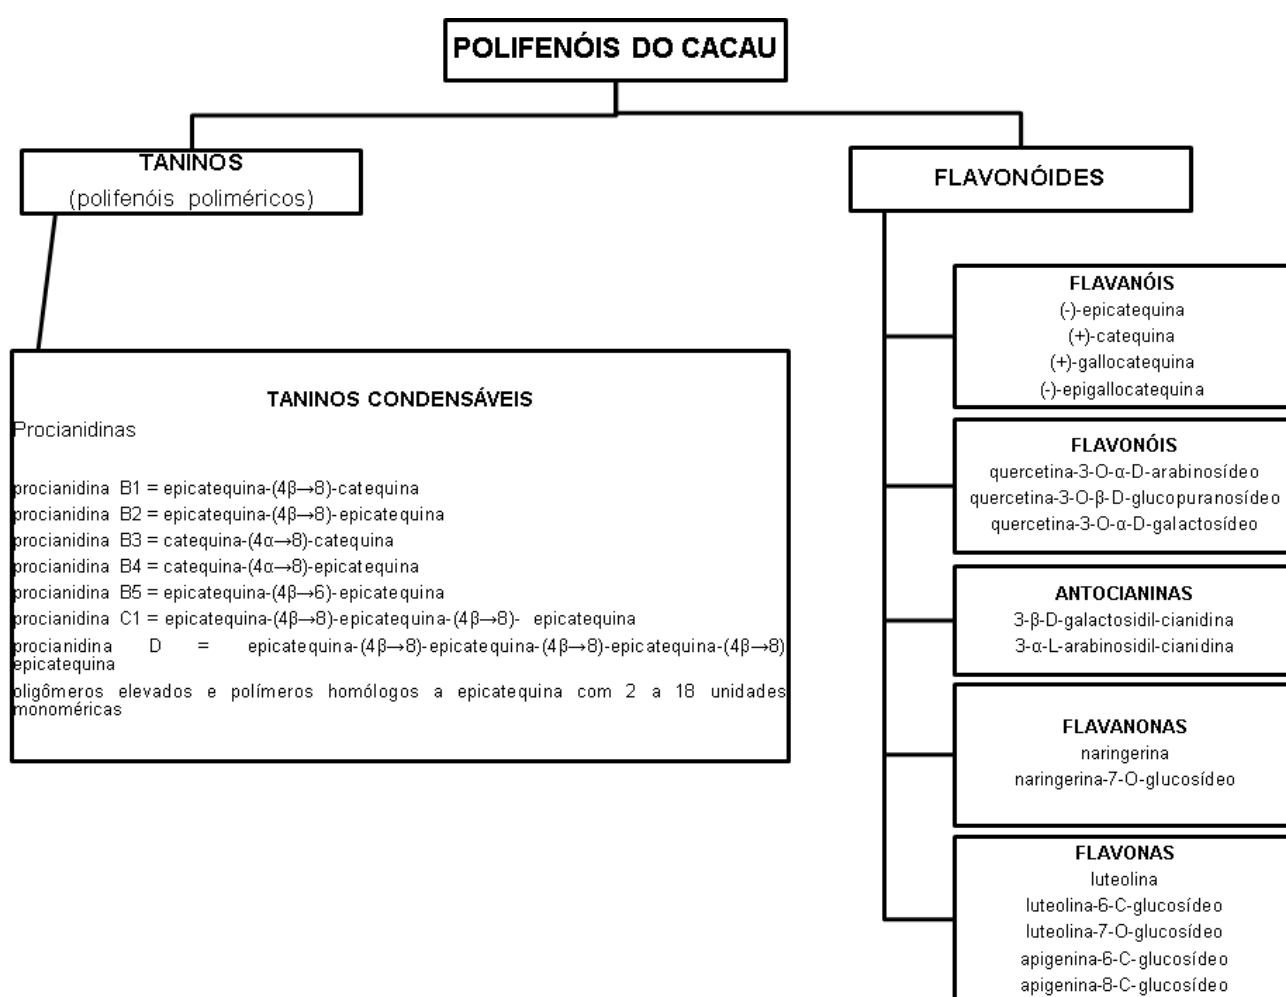 POLIFENÓIS DO CACAU
TANINOS
(polifenóis poliméricos)
TANINOS CONDENSÁVEIS
Procianidinas
procianidina B1 = epicatequina-(4β→8)-catequina
procianidina B2 = epicatequina-(4β→8)-epicatequina
procianidina B3 = catequina-(4α→8)-catequina
procianidina B4 = catequina-(4α→8)-epicatequina
procianidina B5 = epicatequina-(4β→6)-epicatequina
procianidina C1 = epicatequina-(4β→8)-epicatequina-(4β→8)- epicatequina
procianidina D = epicatequina-(4β→8)-epicatequina-(4β→8)-epicatequina-(4β→8)
epicatequina
oligômeros elevados e polímeros homólogos a epicatequina com 2 a 18 unidades
monoméricas
FLAVONÓIDES
FLAVANÓIS
(-)-epicatequina
(+)-catequina
(+)-gallocatequina
(-)-epigallocatequina
FLAVONÓIS
quercetina-3-O-α-D-arabinosídeo
quercetina-3-O-β-D-glucopuranosídeo
quercetina-3-O-α-D-galactosídeo
ANTOCIANINAS
3-β-D-galactosidil-cianidina
3-α-L-arabinosidil-cianidina
FLAVANONAS
naringerina
naringerina-7-O-glucosídeo
FLAVONAS
luteolina
luteolina-6-C-glucosídeo
luteolina-7-O-glucosídeo
apigenina-6-C-glucosídeo
apigenina-8-C-glucosídeo